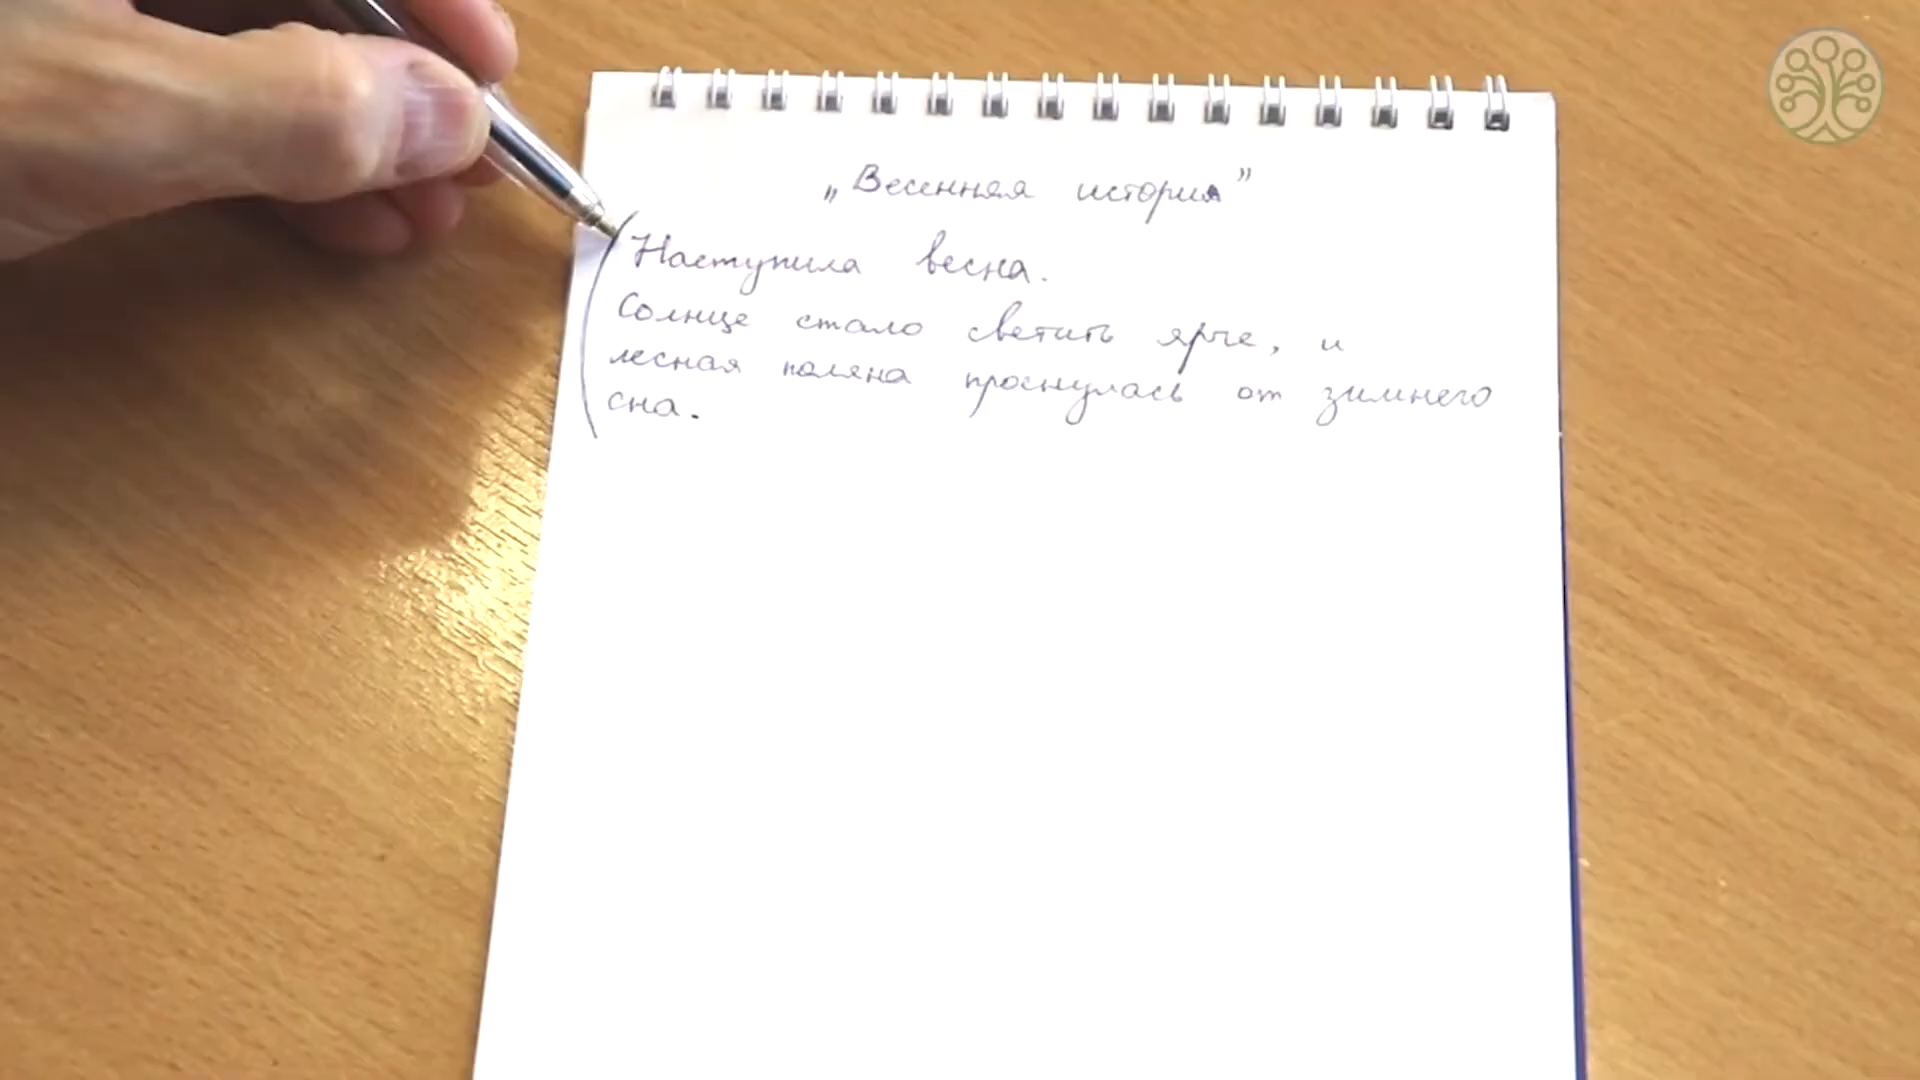 „Весенняя история”
Наступила весна.
Солнце стало светить ярче, и
лесная поляна проснулась от зимнего
сна.